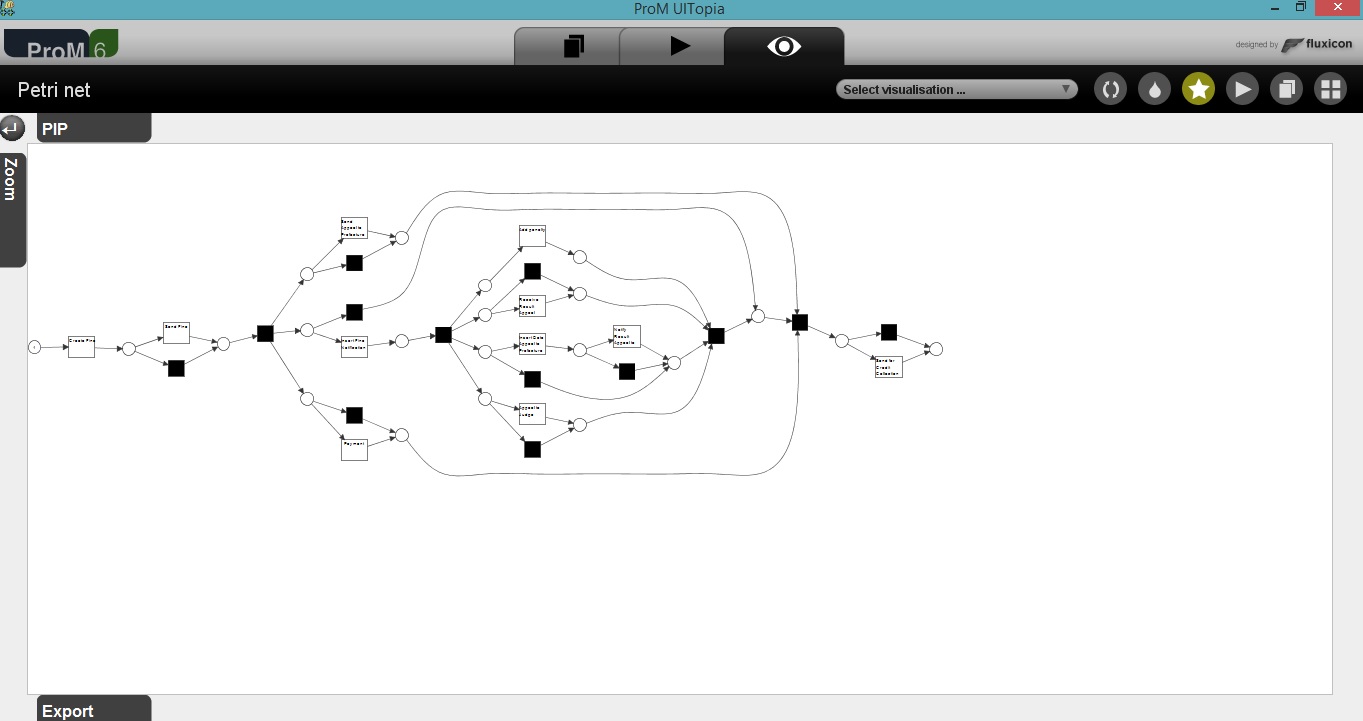 ProM UITopia
ProM 6
designed by fluxicon
Petri net
Select visualisation ...
PIP
Zoom
Send
Appeal to
Prefecture
Add penalty
Receive
Result
Appeal
Send Fine
Create Fine
Insert Fine
Notification
Insert Date
Appeal to
Prefecture
Notify
Result
Appeal to
Send for
Credit
Collection
Appeal to
Judge
Payment
Export